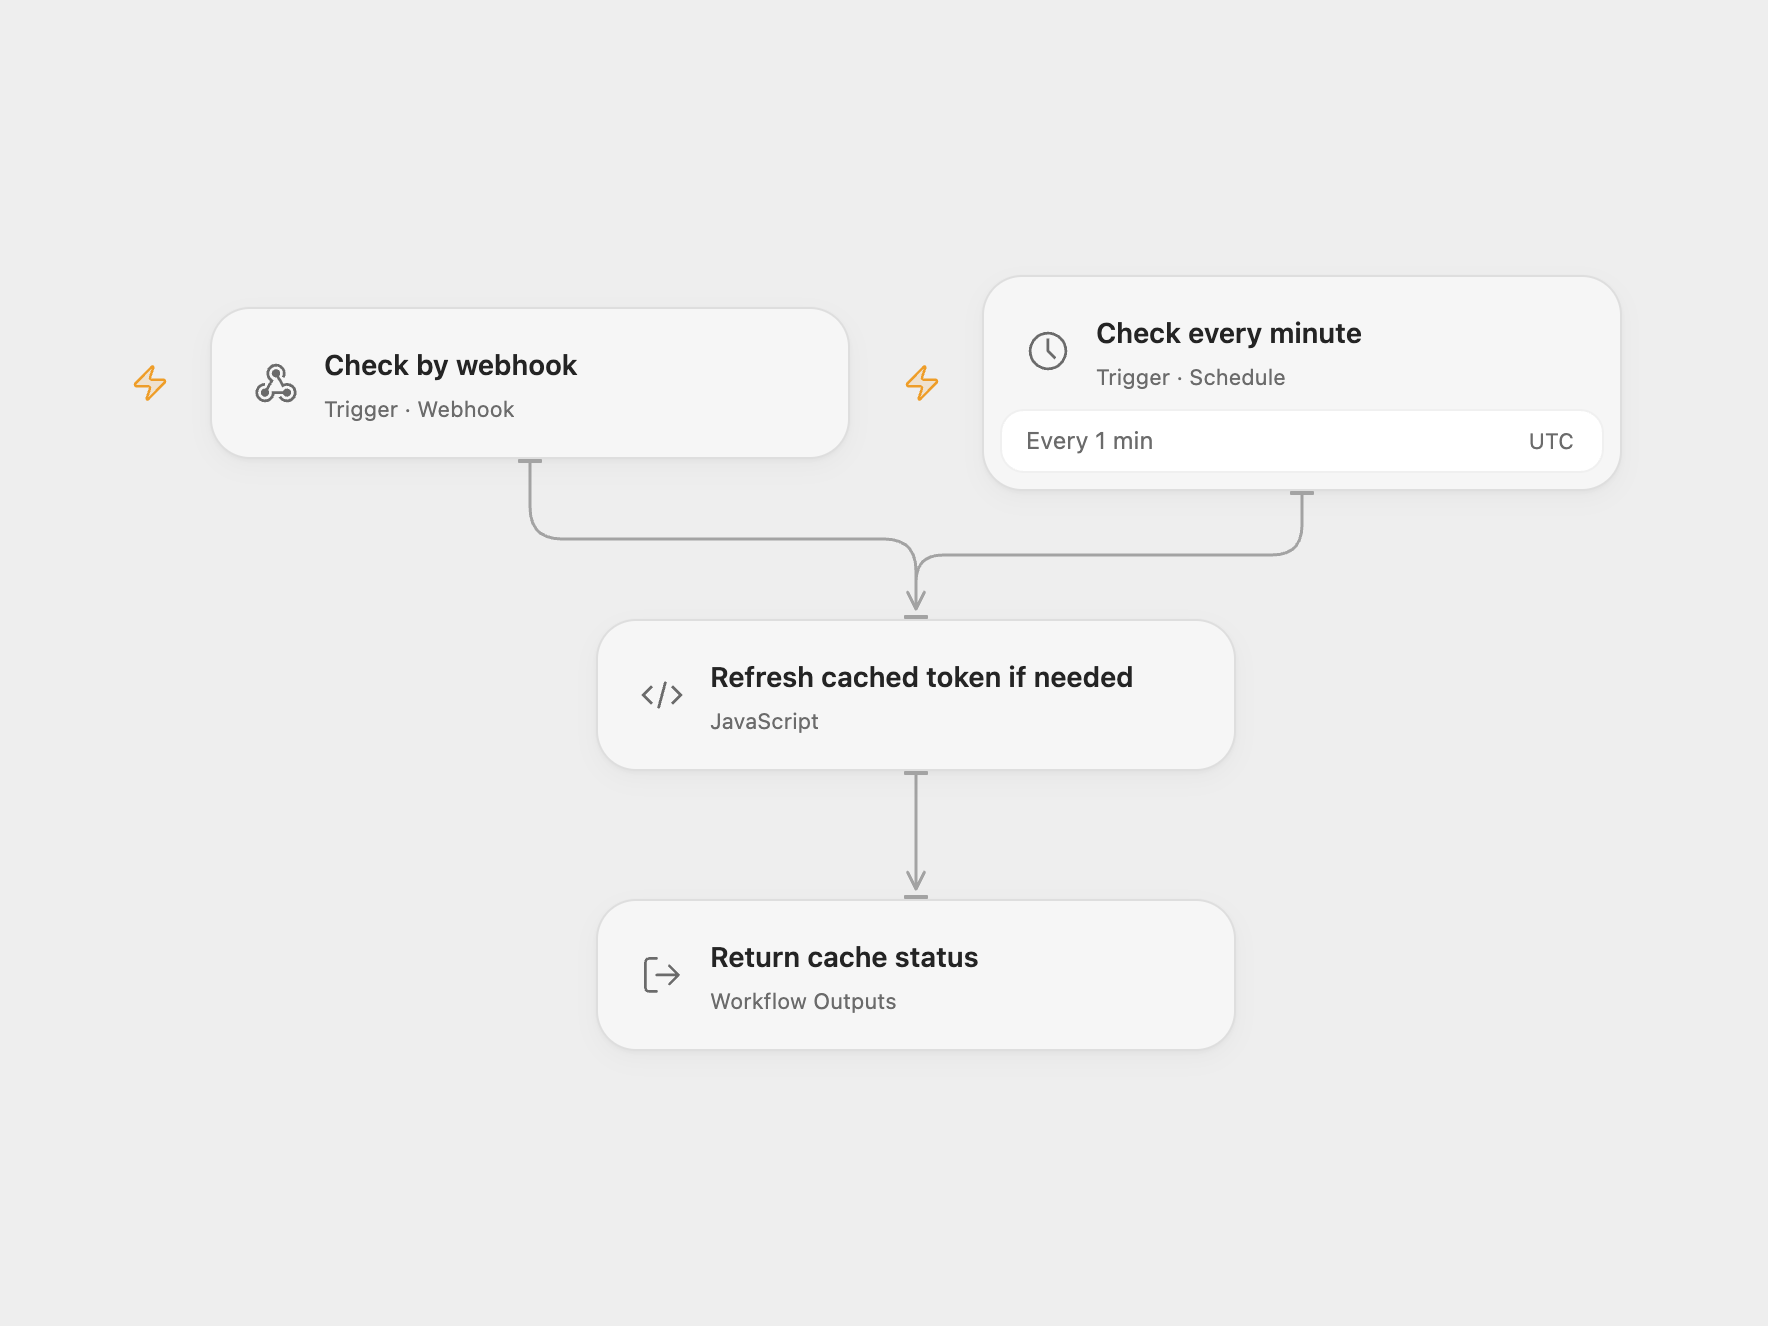 Check by webhook
Trigger · Webhook
Check every minute
Trigger · Schedule
Every 1 min
UTC
Refresh cached token if needed
JavaScript
Return cache status
Workflow Outputs